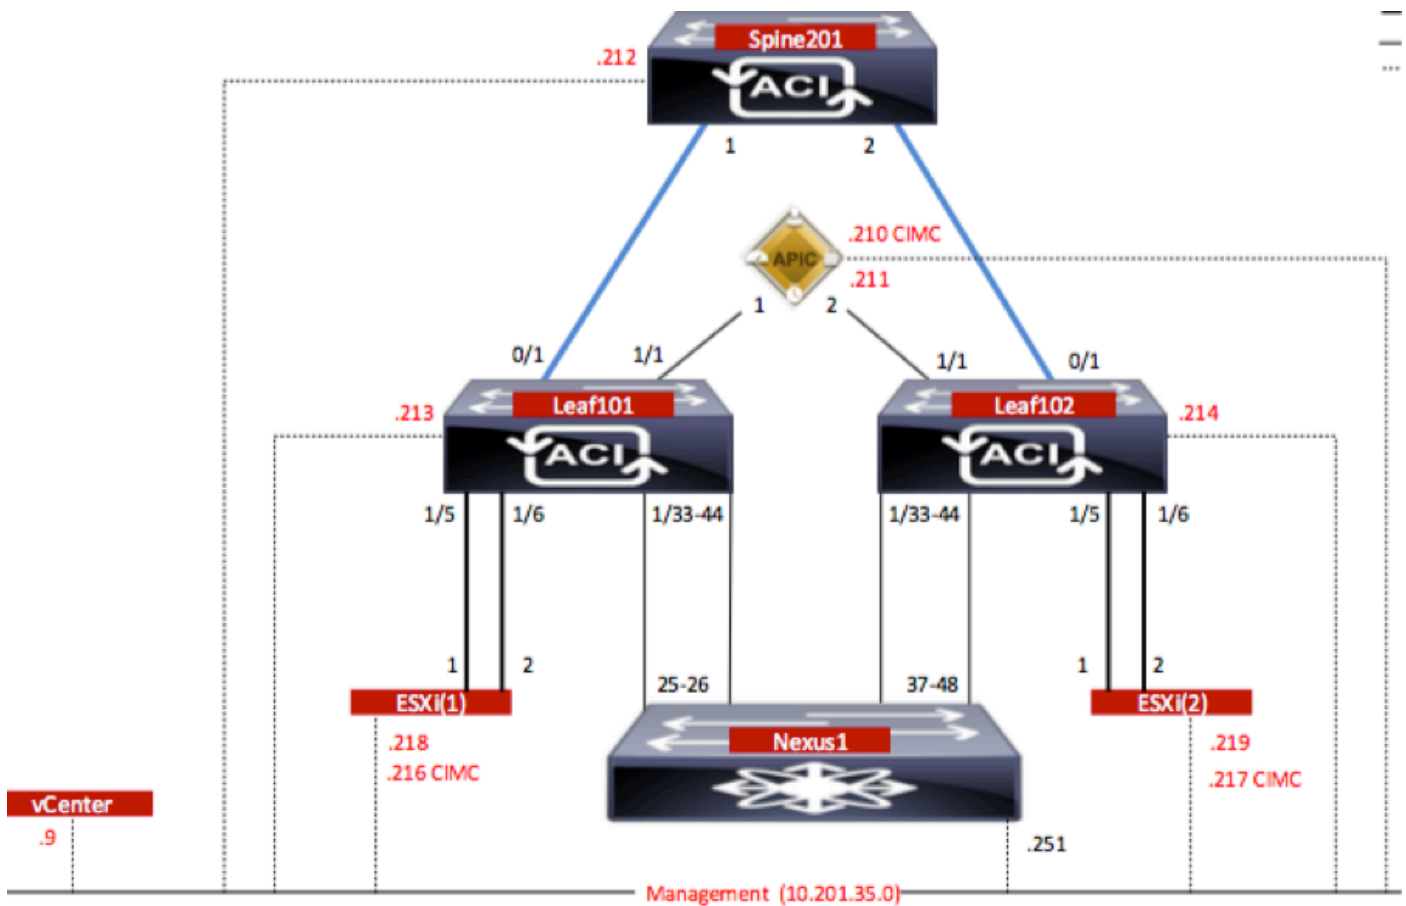 Spine201
.212
ACI
1
2
.210 CIMC
APIC
.211
1
2
0/1
1/1
1/1
0/1
Leaf101
Leaf102
.213
.214
ACI
ACI
1/5
1/6
1/33-44
1/33-44
1/5
1/6
1
2
25-26
37-48
1
2
ESXi(1)
ESXi(2)
Nexus1
.218
.219
.216 CIMC
.217 CIMC
vCenter
.9
.251
Management (10.201.35.0)